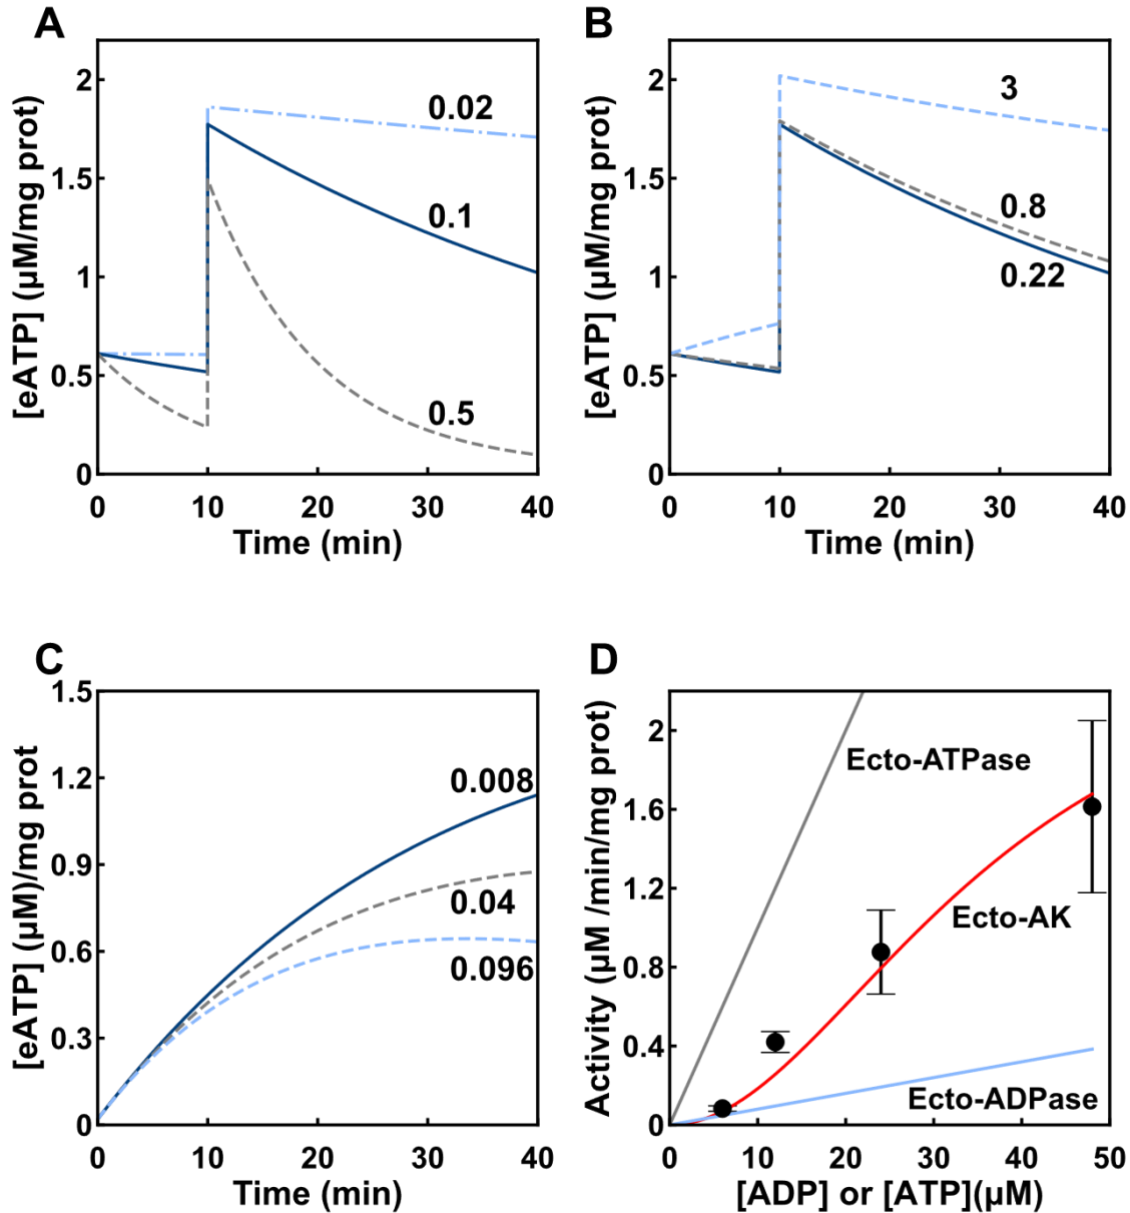 A
[eATP] (µM/mg prot)
2
1.5
1
0.5
0
0.02
0.1
0.5
0 10 20 30 40
Time (min)
B
[eATP] (µM/mg prot)
2
1.5
1
0.5
0
3
0.8
0.22
0 10 20 30 40
Time (min)
C
[eATP] (µM)/mg prot
1.5
1.2
0.9
0.6
0.3
0
0.008
0.04
0.096
0 10 20 30 40
Time (min)
D
Activity (µM /min/mg prot)
2
1.6
1.2
0.8
0.4
0
Ecto-ATPase
Ecto-AK
Ecto-ADPase
0 10 20 30 40 50
[ADP] or [ATP](µM)